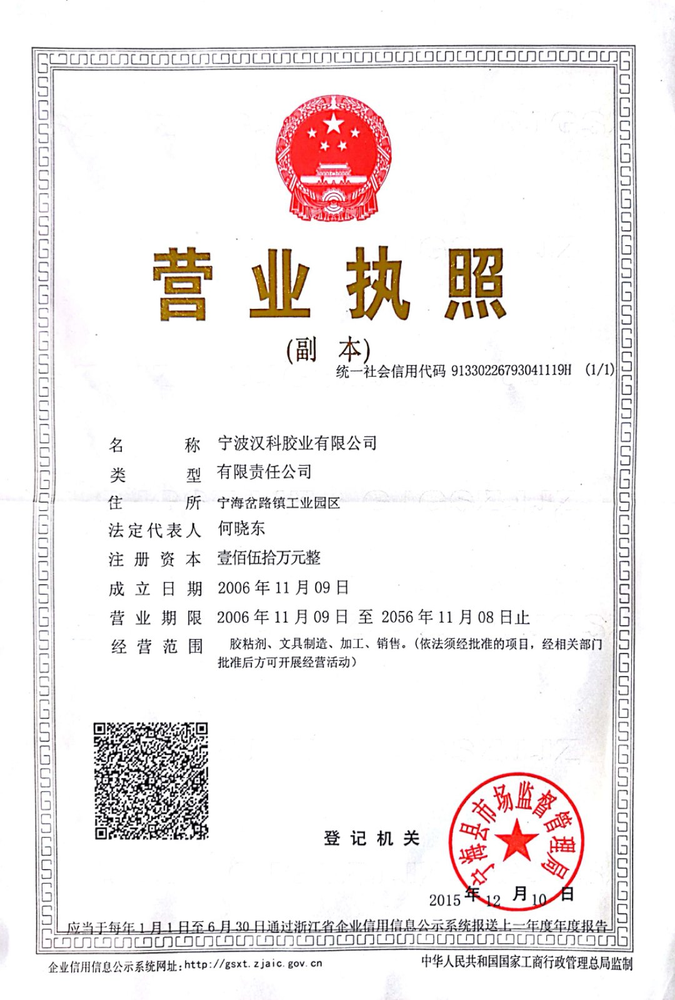 营业执照
(副 本)
统一社会信用代码 91330226793041119H (1/1)
名称 宁波汉科胶业有限公司
类型 有限责任公司
住所 宁海岔路镇工业园区
法定代表人 何晓东
注册资本 壹佰伍拾万元整
成立日期 2006年11月09日
营业期限 2006年11月09日 至 2056年11月08日止
经营范围 胶粘剂、文具制造、加工、销售。(依法须经批准的项目，经相关部门
批准后方可开展经营活动)
宁海县市场监督管理局
登记机关
2015年12月10日
应当于每年1月1日至6月30日通过浙江省企业信用信息公示系统报送上一年度年度报告
企业信用信息公示系统网址:http://gsxt.zjaic.gov.cn
中华人民共和国国家工商行政管理总局监制